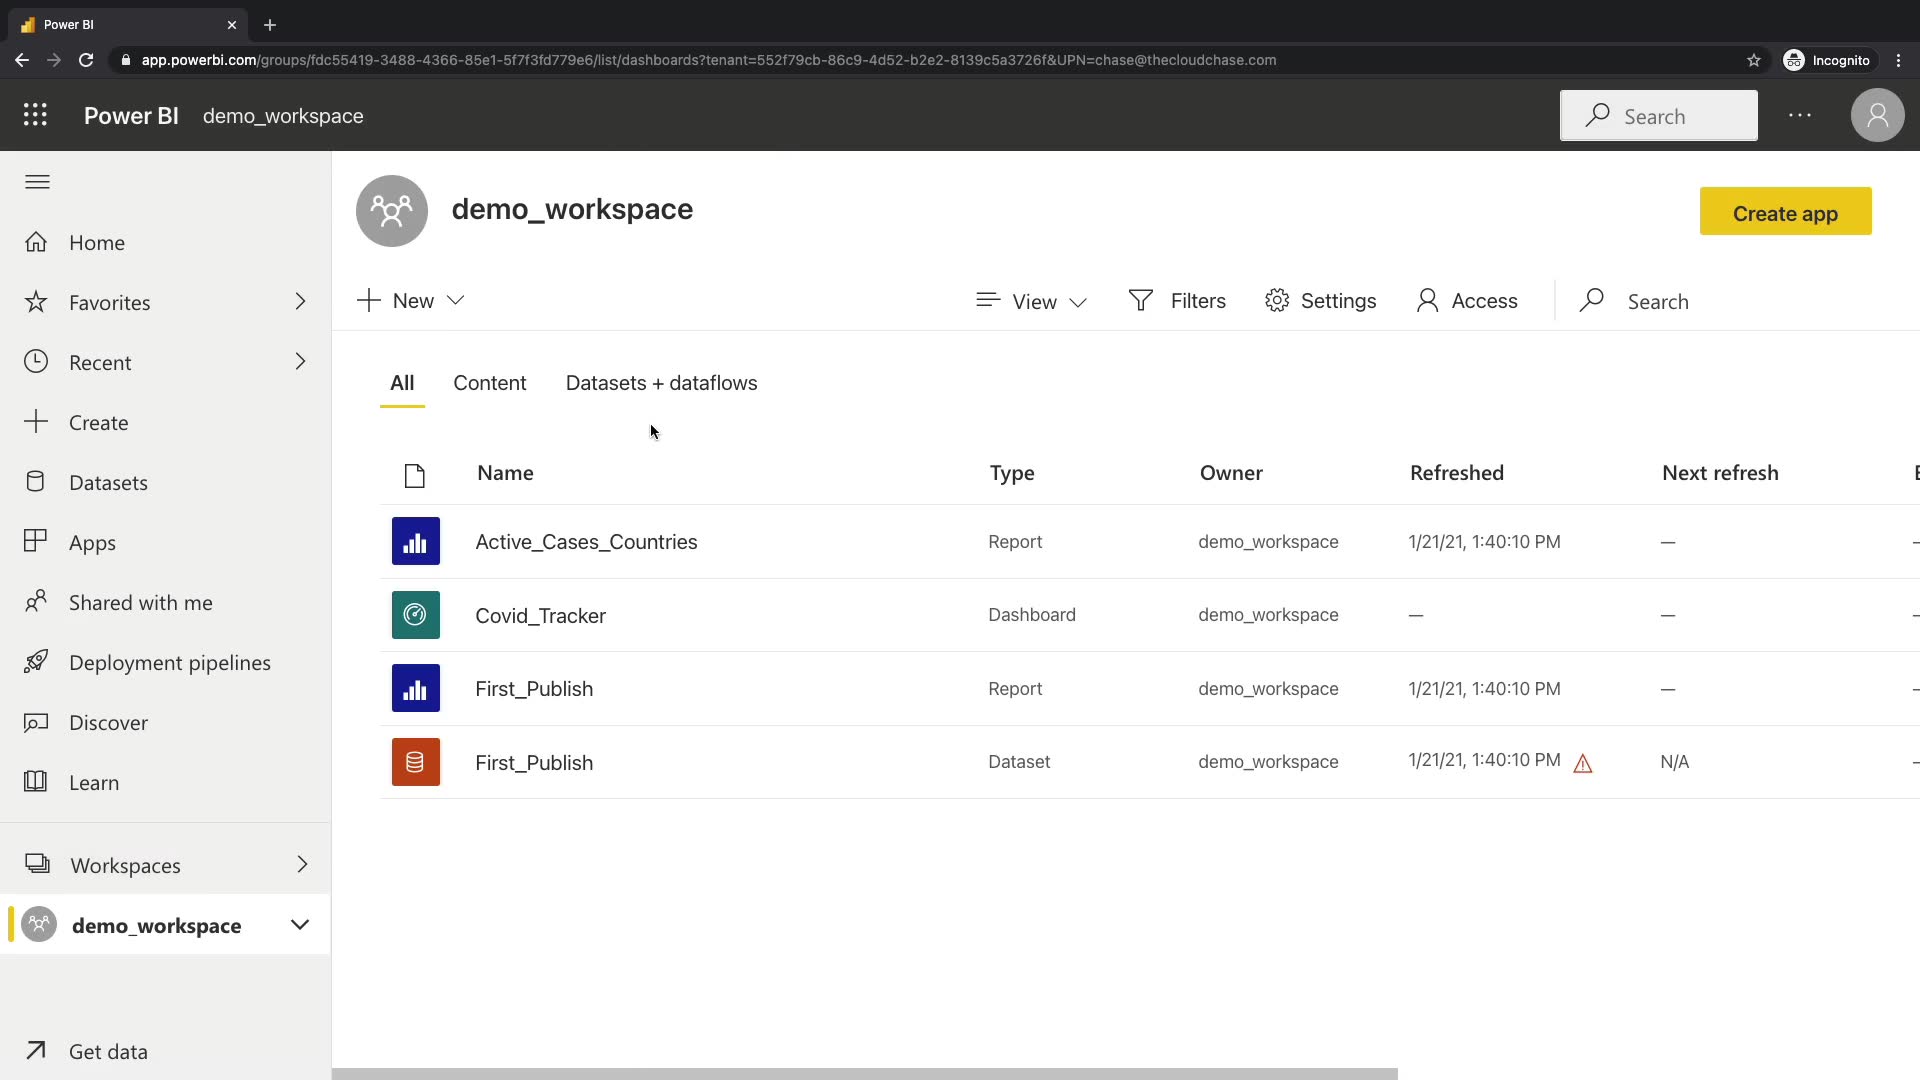 Power BI
app.powerbi.com/groups/fdc55419-3488-4366-85e1-5f7f3fd779e6/list/dashboards?tenant=552f79cb-86c9-4d52-b2e2-8139c5a3726f&UPN=chase@thecloudchase.com
Incognito
Power BI demo_workspace
Search
demo_workspace
Create app
Home
Favorites
Recent
Create
Datasets
Apps
Shared with me
Deployment pipelines
Discover
Learn
Workspaces
demo_workspace
Get data
New
View
Filters
Settings
Access
Search
All Content Datasets + dataflows
Name Type Owner Refreshed Next refresh
Active_Cases_Countries Report demo_workspace 1/21/21, 1:40:10 PM —
Covid_Tracker Dashboard demo_workspace — —
First_Publish Report demo_workspace 1/21/21, 1:40:10 PM —
First_Publish Dataset demo_workspace 1/21/21, 1:40:10 PM N/A